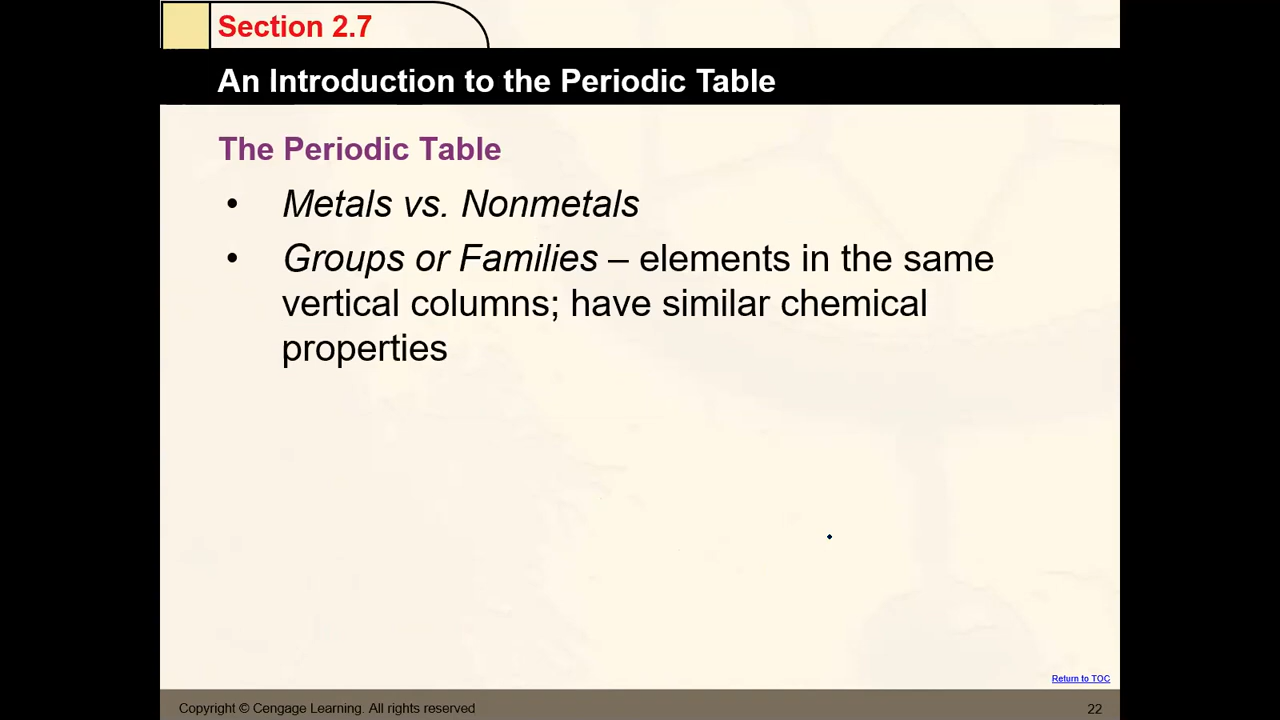 Section 2.7
An Introduction to the Periodic Table
The Periodic Table
• Metals vs. Nonmetals
• Groups or Families – elements in the same
vertical columns; have similar chemical
properties
Return to TOC
Copyright © Cengage Learning. All rights reserved
22